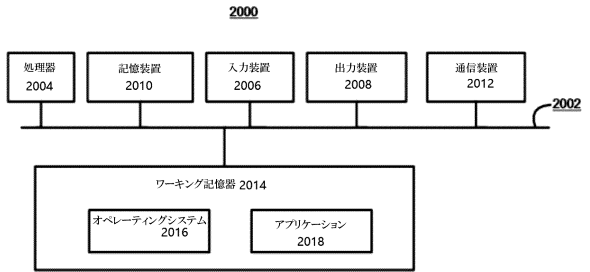 2000
処理器
2004
記憶装置
2010
入力装置
2006
出力装置
2008
通信装置
2012
2002
ワーキング記憶器 2014
オペレーティングシステム
2016
アプリケーション
2018